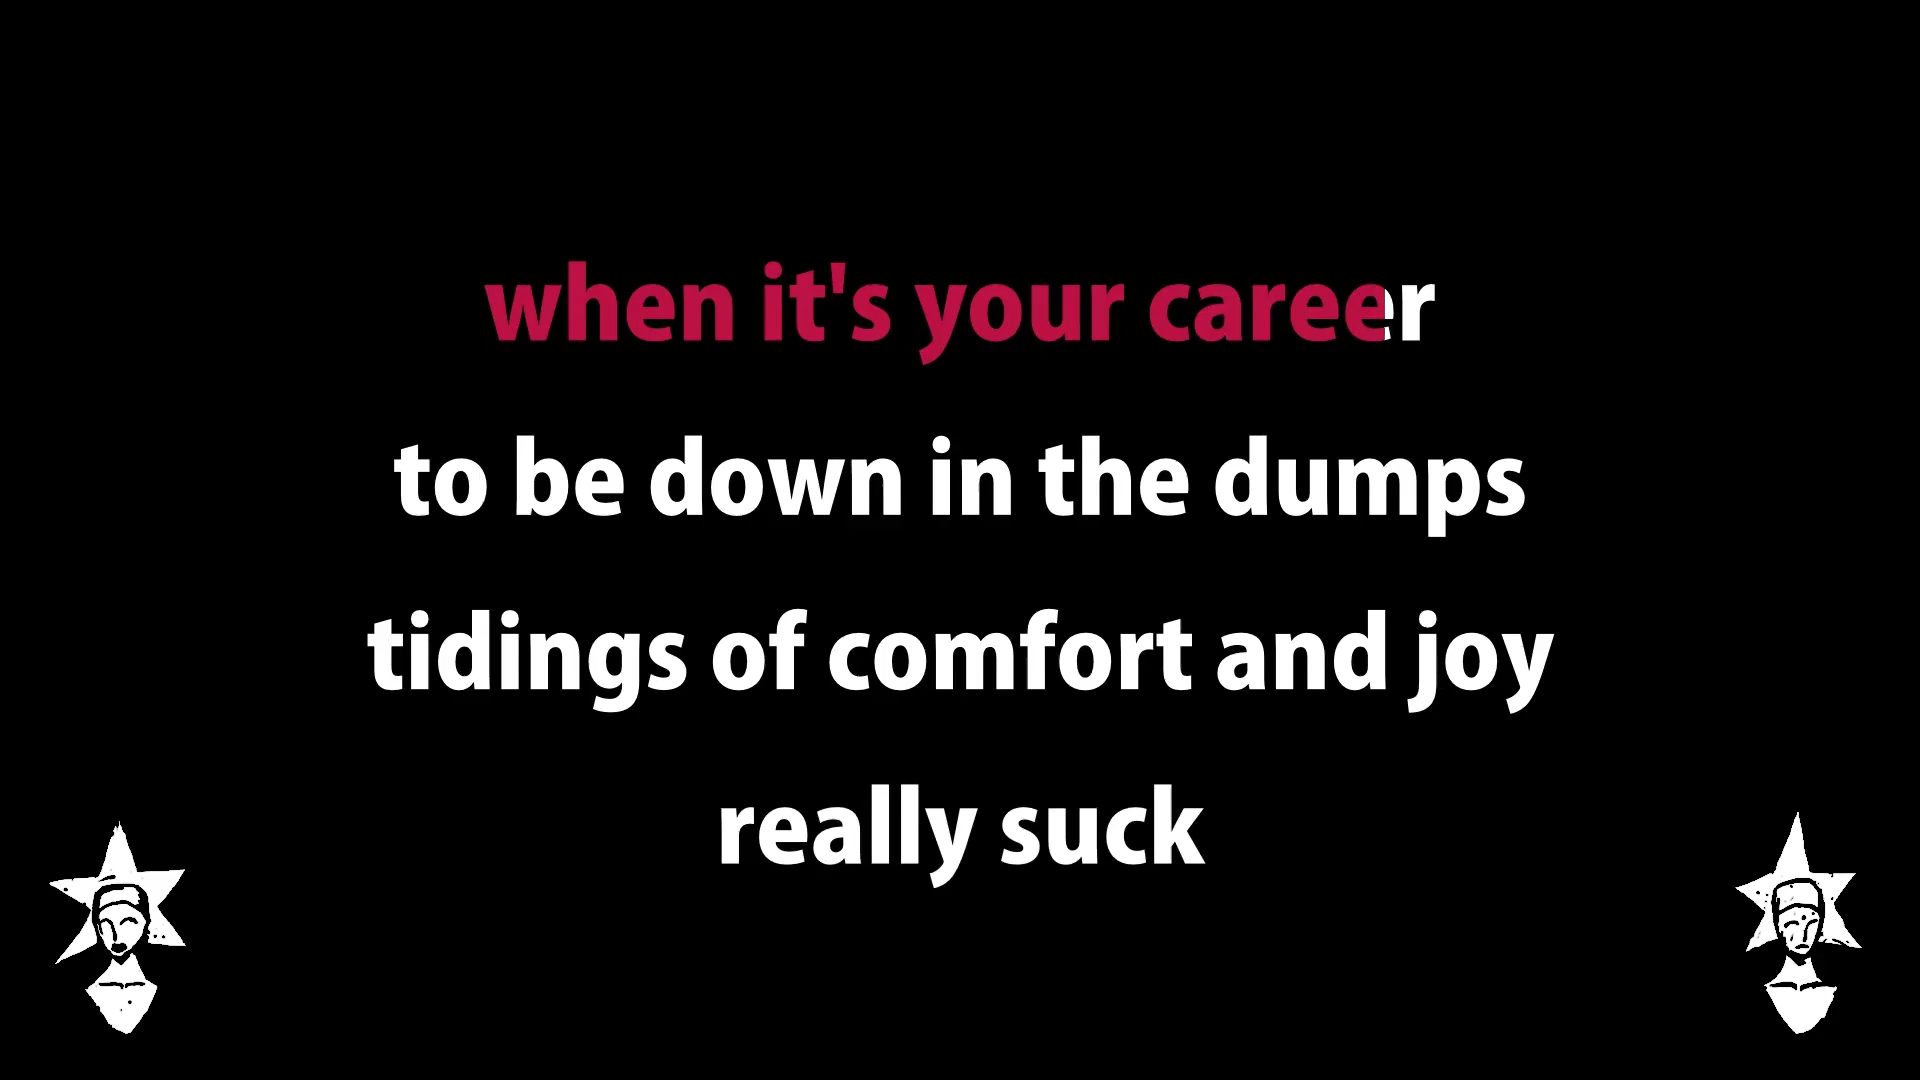 when it's your career
to be down in the dumps
tidings of comfort and joy
really suck